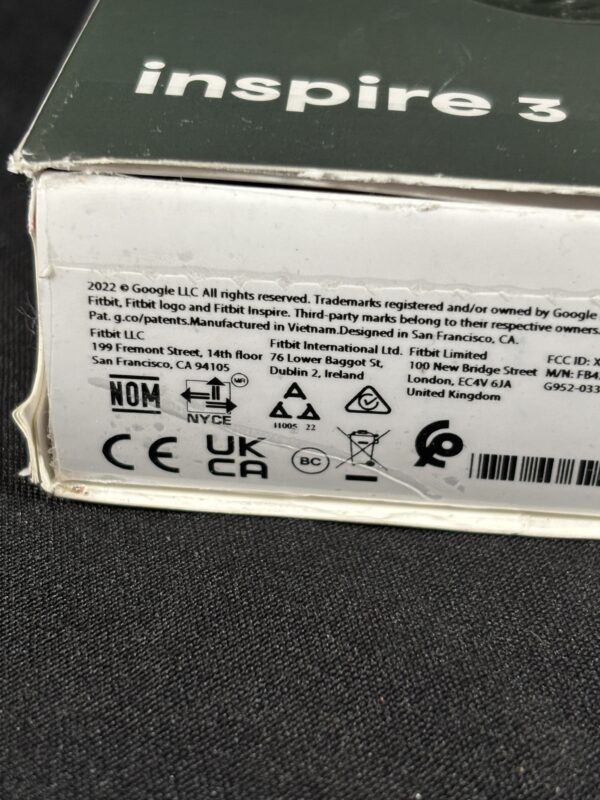 inspire 3
2022 © Google LLC All rights reserved. Trademarks registered and/or owned by Google
Fitbit, Fitbit logo and Fitbit Inspire. Third-party marks belong to their respective owners.
Pat. g.co/patents.Manufactured in Vietnam.Designed in San Francisco, CA.
Fitbit LLC
199 Fremont Street, 14th floor
San Francisco, CA 94105
Fitbit International Ltd.
76 Lower Baggot St,
Dublin 2, Ireland
Fitbit Limited
100 New Bridge Street
London, EC4V 6JA
United Kingdom
FCC ID: X
M/N: FB4
G952-033
NOM
NYCE
11005 22
CE
UK
CA
BC